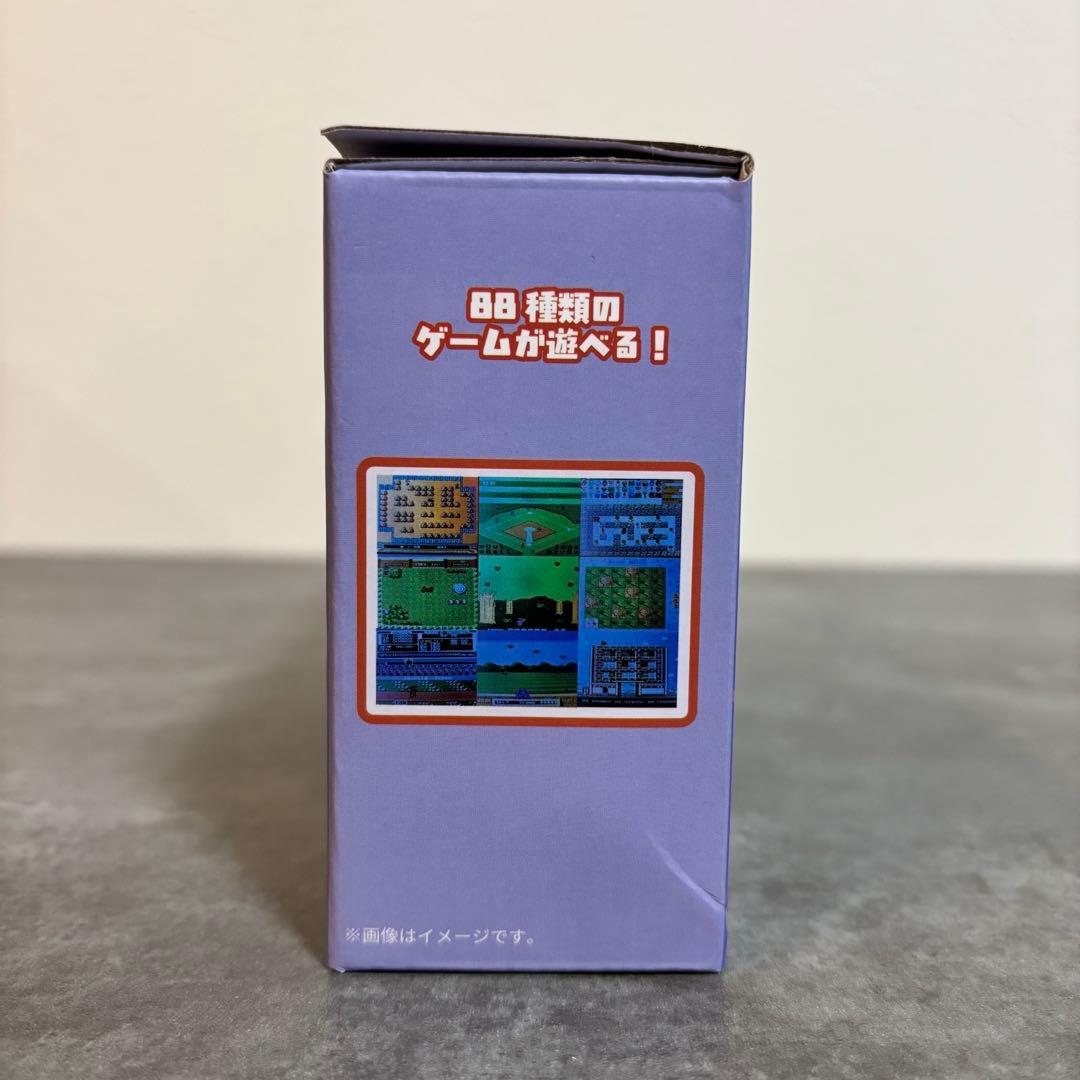 88 種類の
ゲームが遊べる！
※画像はイメージです。